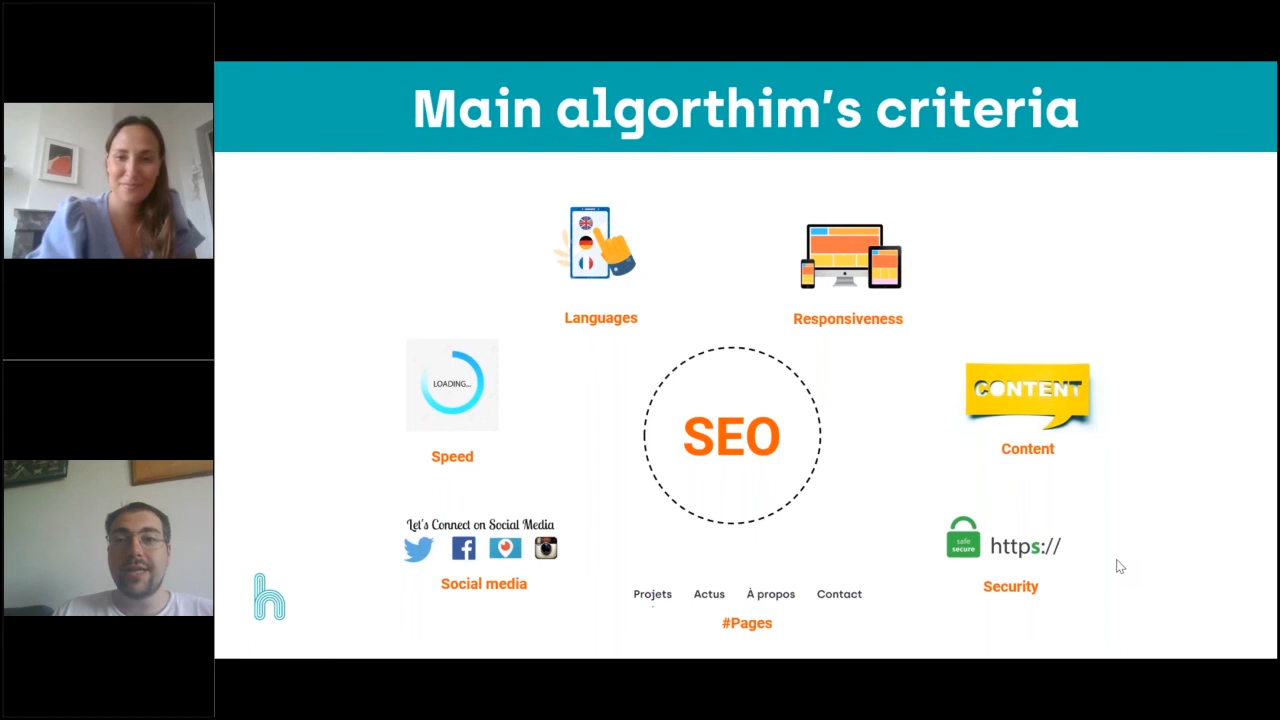 Main algorthim's criteria
Languages
Responsiveness
LOADING...
Speed
SEO
CONTENT
Content
Let's Connect on Social Media
Social media
safe
secure
https://
Security
Projets Actus À propos Contact
#Pages